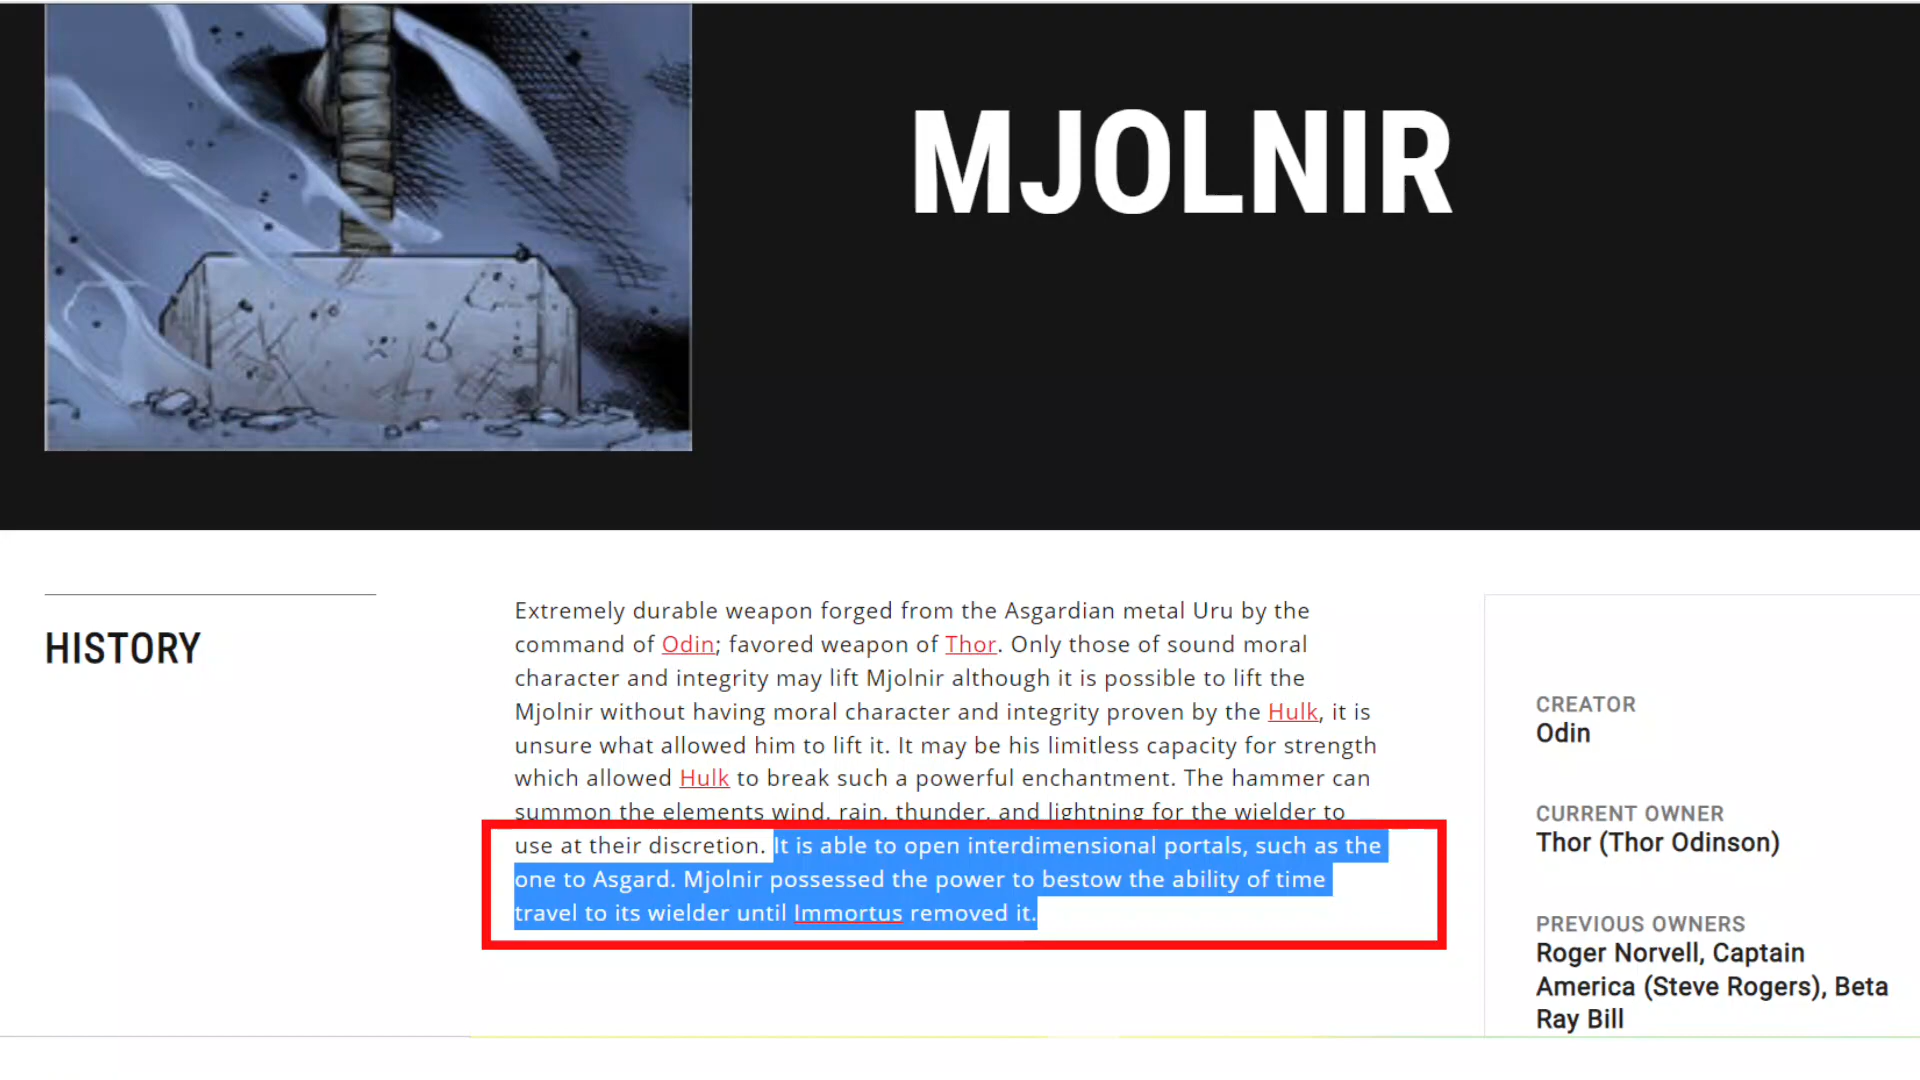 MJOLNIR
HISTORY
Extremely durable weapon forged from the Asgardian metal Uru by the
command of Odin; favored weapon of Thor. Only those of sound moral
character and integrity may lift Mjolnir although it is possible to lift the
Mjolnir without having moral character and integrity proven by the Hulk, it is
unsure what allowed him to lift it. It may be his limitless capacity for strength
which allowed Hulk to break such a powerful enchantment. The hammer can
summon the elements wind, rain, thunder, and lightning for the wielder to
use at their discretion. It is able to open interdimensional portals, such as the
one to Asgard. Mjolnir possessed the power to bestow the ability of time
travel to its wielder until Immortus removed it.
CREATOR
Odin
CURRENT OWNER
Thor (Thor Odinson)
PREVIOUS OWNERS
Roger Norvell, Captain
America (Steve Rogers), Beta
Ray Bill